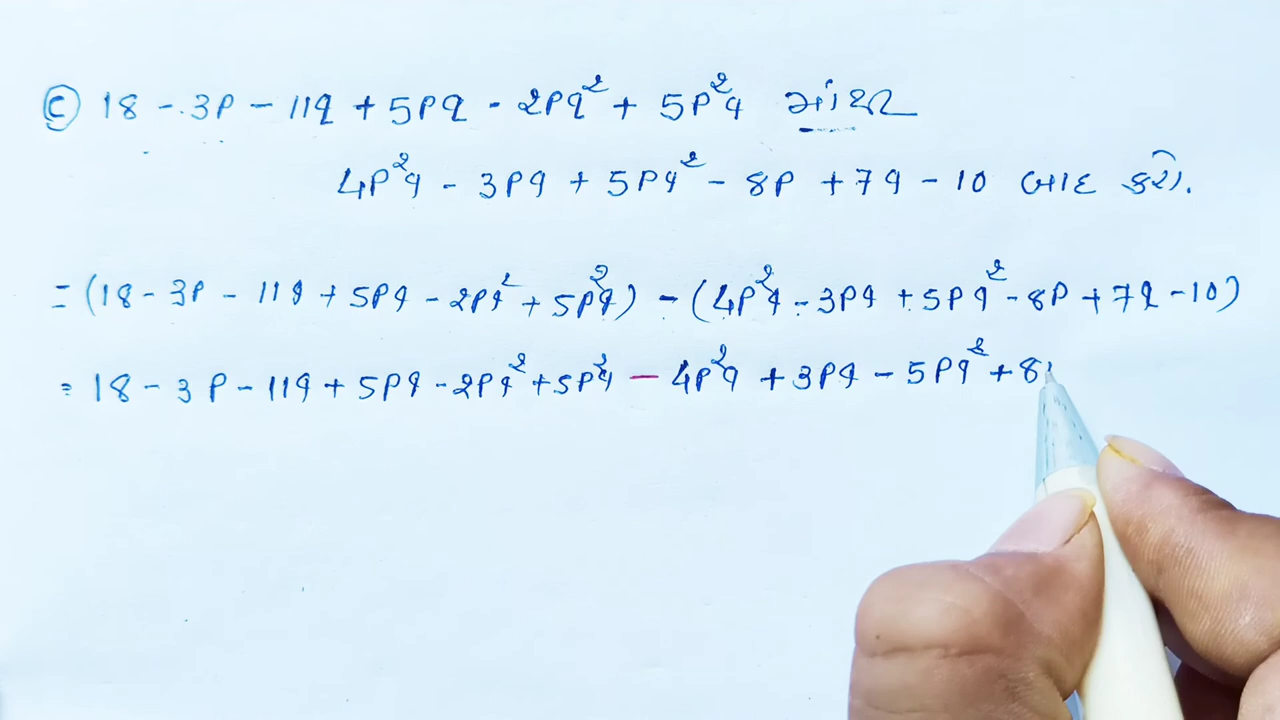 (c) 18 - 3p - 11q + 5pq - 2pq² + 5p²q માંથી
4p²q - 3pq + 5pq² - 8p + 7q - 10 બાદ કરો.
= (18 - 3p - 11q + 5pq - 2pq² + 5p²q) - (4p²q - 3pq + 5pq² - 8p + 7q - 10)
= 18 - 3p - 11q + 5pq - 2pq² + 5p²q - 4p²q + 3pq - 5pq² + 8